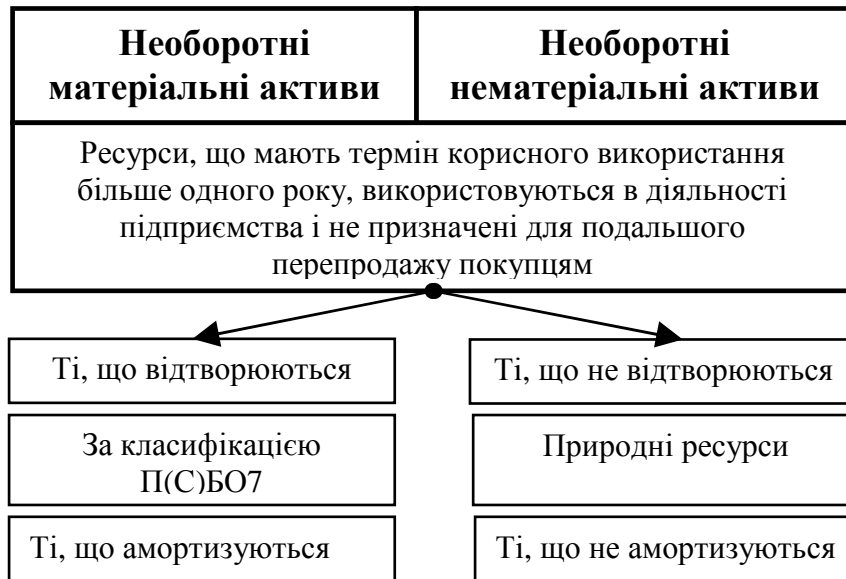 Необоротні
матеріальні активи
Необоротні
нематеріальні активи
Ресурси, що мають термін корисного використання
більше одного року, використовуються в діяльності
підприємства і не призначені для подальшого
перепродажу покупцям
Ті, що відтворюються
Ті, що не відтворюються
За класифікацією
П(С)БО7
Природні ресурси
Ті, що амортизуються
Ті, що не амортизуються